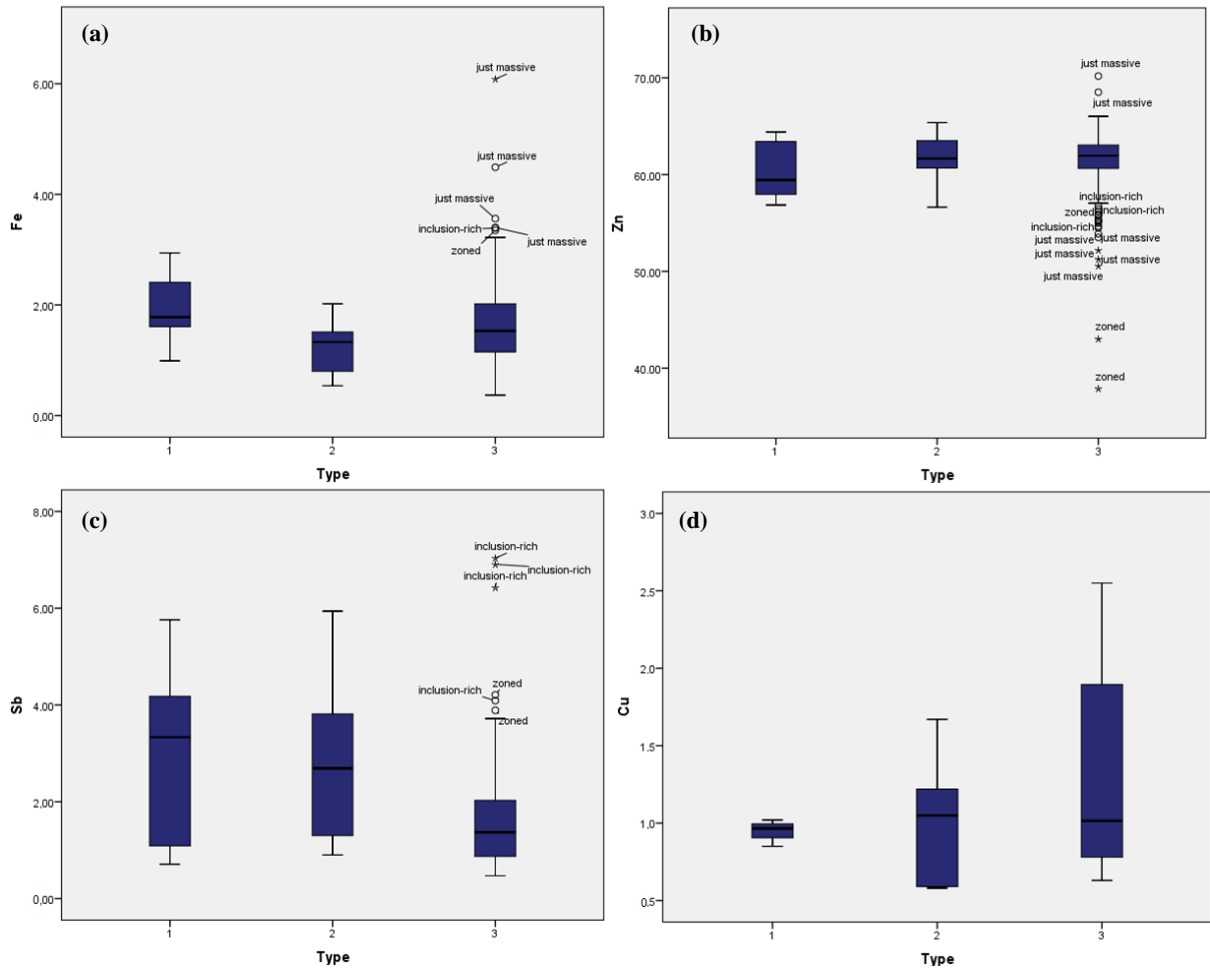 (a)
6,00
4,00
2,00
0,00
Fe
just massive
just massive
just massive
inclusion-rich
just massive
zoned
1
2
3
Type
(b)
70.00
60.00
50.00
40.00
Zn
just massive
just massive
inclusion-rich
zoned
inclusion-rich
inclusion-rich
just massive
just massive
just massive
just massive
just massive
zoned
zoned
1
2
3
Type
(c)
8,00
6,00
4,00
2,00
0,00
Sb
inclusion-rich
inclusion-rich
inclusion-rich
zoned
inclusion-rich
zoned
1
2
3
Type
(d)
3.0
2.5
2.0
1.5
1.0
0.5
Cu
1
2
3
Type